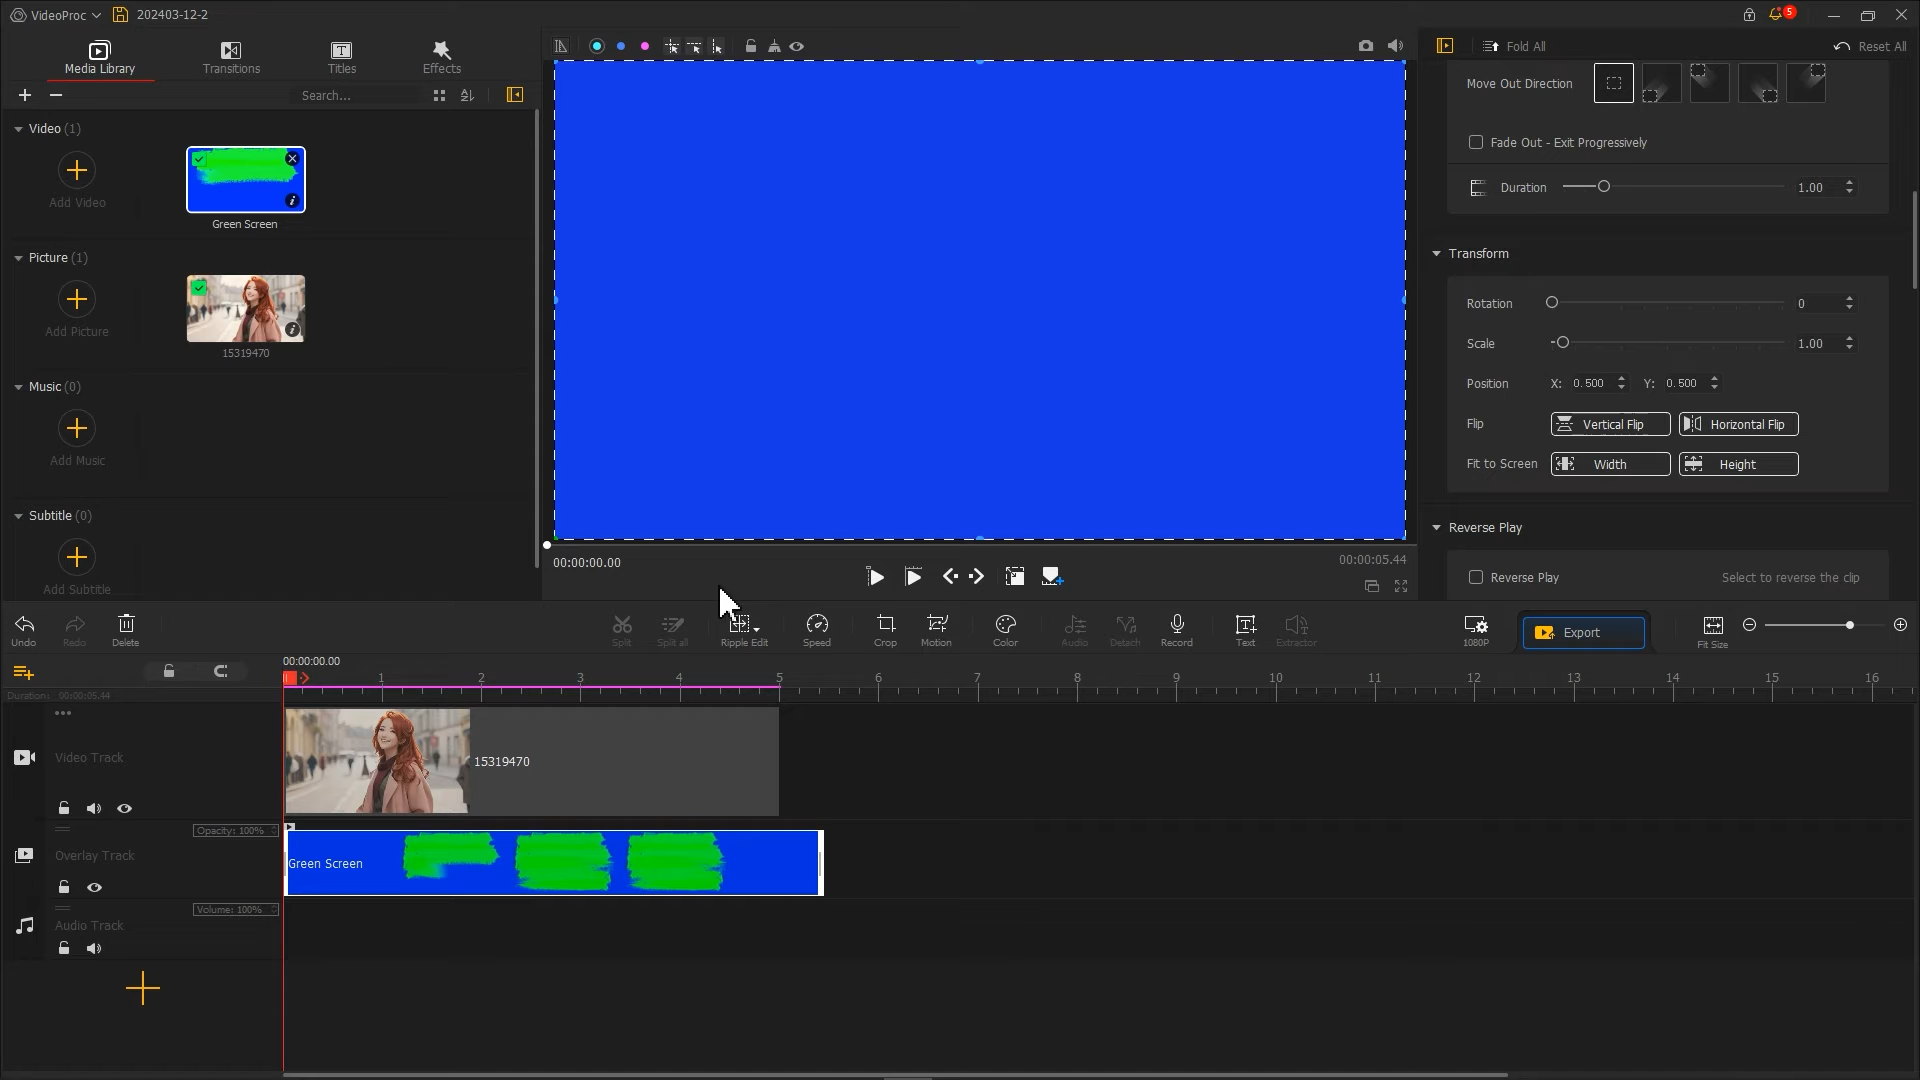 VideoProc
202403-12-2
5
Media Library
Transitions
Titles
Effects
Search...
Fold All
Reset All
Video (1)
Add Video
Green Screen
Picture (1)
Add Picture
15319470
Music (0)
Add Music
Subtitle (0)
Add Subtitle
Move Out Direction
Fade Out - Exit Progressively
Duration
1.00
Transform
Rotation
0
Scale
1.00
Position
X:
0.500
Y:
0.500
Flip
Vertical Flip
Horizontal Flip
Fit to Screen
Width
Height
Reverse Play
Reverse Play
Select to reverse the clip
00:00:00.00
00:00:05.44
Undo
Redo
Delete
Split
Split all
Ripple Edit
Speed
Crop
Motion
Color
Audio
Detach
Record
Text
Extractor
1080P
Export
Fit Size
00:00:00.00
1 2 3 4 5 6 7 8 9 10 11 12 13 14 15 16
Duration: 00:00:05.44
Video Track
15319470
Opacity: 100%
Overlay Track
Green Screen
Volume: 100%
Audio Track